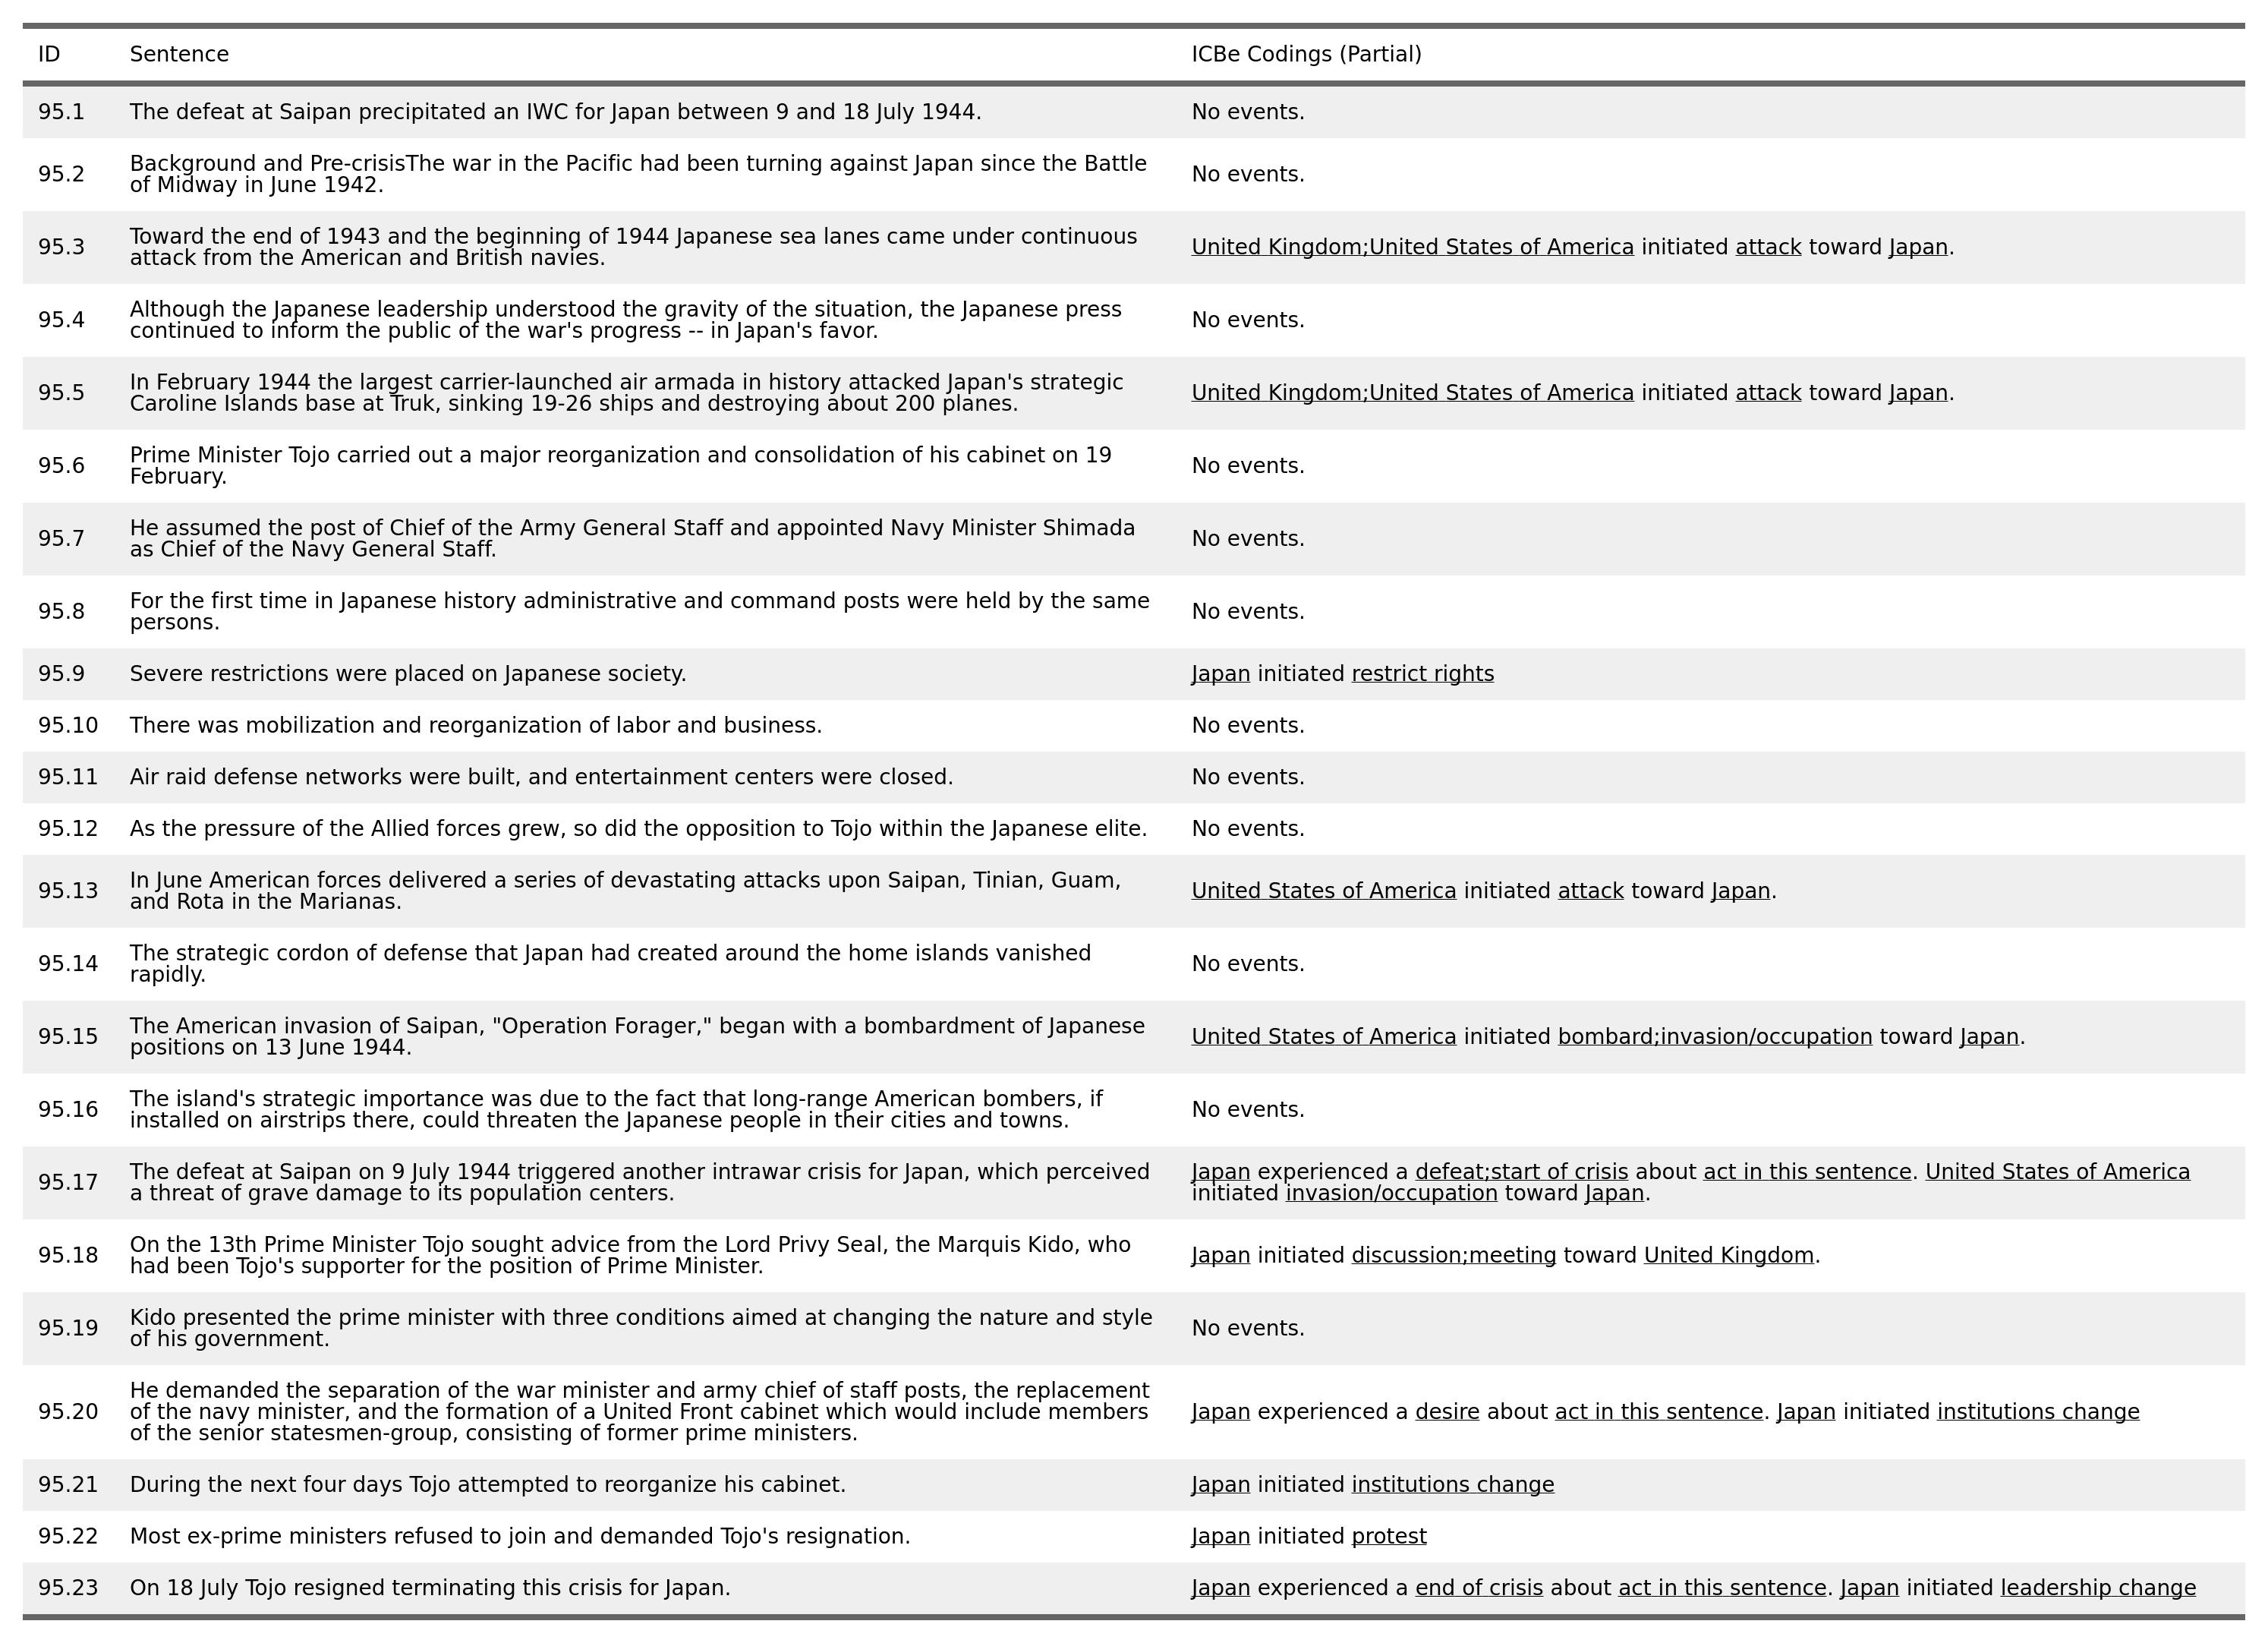 ID Sentence ICBe Codings (Partial)
95.1 The defeat at Saipan precipitated an IWC for Japan between 9 and 18 July 1944. No events.
95.2 Background and Pre-crisisThe war in the Pacific had been turning against Japan since the Battle
of Midway in June 1942. No events.
95.3 Toward the end of 1943 and the beginning of 1944 Japanese sea lanes came under continuous
attack from the American and British navies. United Kingdom;United States of America initiated attack toward Japan.
95.4 Although the Japanese leadership understood the gravity of the situation, the Japanese press
continued to inform the public of the war's progress -- in Japan's favor. No events.
95.5 In February 1944 the largest carrier-launched air armada in history attacked Japan's strategic
Caroline Islands base at Truk, sinking 19-26 ships and destroying about 200 planes. United Kingdom;United States of America initiated attack toward Japan.
95.6 Prime Minister Tojo carried out a major reorganization and consolidation of his cabinet on 19
February. No events.
95.7 He assumed the post of Chief of the Army General Staff and appointed Navy Minister Shimada
as Chief of the Navy General Staff. No events.
95.8 For the first time in Japanese history administrative and command posts were held by the same
persons. No events.
95.9 Severe restrictions were placed on Japanese society. Japan initiated restrict rights
95.10 There was mobilization and reorganization of labor and business. No events.
95.11 Air raid defense networks were built, and entertainment centers were closed. No events.
95.12 As the pressure of the Allied forces grew, so did the opposition to Tojo within the Japanese elite. No events.
95.13 In June American forces delivered a series of devastating attacks upon Saipan, Tinian, Guam,
and Rota in the Marianas. United States of America initiated attack toward Japan.
95.14 The strategic cordon of defense that Japan had created around the home islands vanished
rapidly. No events.
95.15 The American invasion of Saipan, "Operation Forager," began with a bombardment of Japanese
positions on 13 June 1944. United States of America initiated bombard;invasion/occupation toward Japan.
95.16 The island's strategic importance was due to the fact that long-range American bombers, if
installed on airstrips there, could threaten the Japanese people in their cities and towns. No events.
95.17 The defeat at Saipan on 9 July 1944 triggered another intrawar crisis for Japan, which perceived
a threat of grave damage to its population centers. Japan experienced a defeat;start of crisis about act in this sentence. United States of America
initiated invasion/occupation toward Japan.
95.18 On the 13th Prime Minister Tojo sought advice from the Lord Privy Seal, the Marquis Kido, who
had been Tojo's supporter for the position of Prime Minister. Japan initiated discussion;meeting toward United Kingdom.
95.19 Kido presented the prime minister with three conditions aimed at changing the nature and style
of his government. No events.
95.20 He demanded the separation of the war minister and army chief of staff posts, the replacement
of the navy minister, and the formation of a United Front cabinet which would include members
of the senior statesmen-group, consisting of former prime ministers. Japan experienced a desire about act in this sentence. Japan initiated institutions change
95.21 During the next four days Tojo attempted to reorganize his cabinet. Japan initiated institutions change
95.22 Most ex-prime ministers refused to join and demanded Tojo's resignation. Japan initiated protest
95.23 On 18 July Tojo resigned terminating this crisis for Japan. Japan experienced a end of crisis about act in this sentence. Japan initiated leadership change